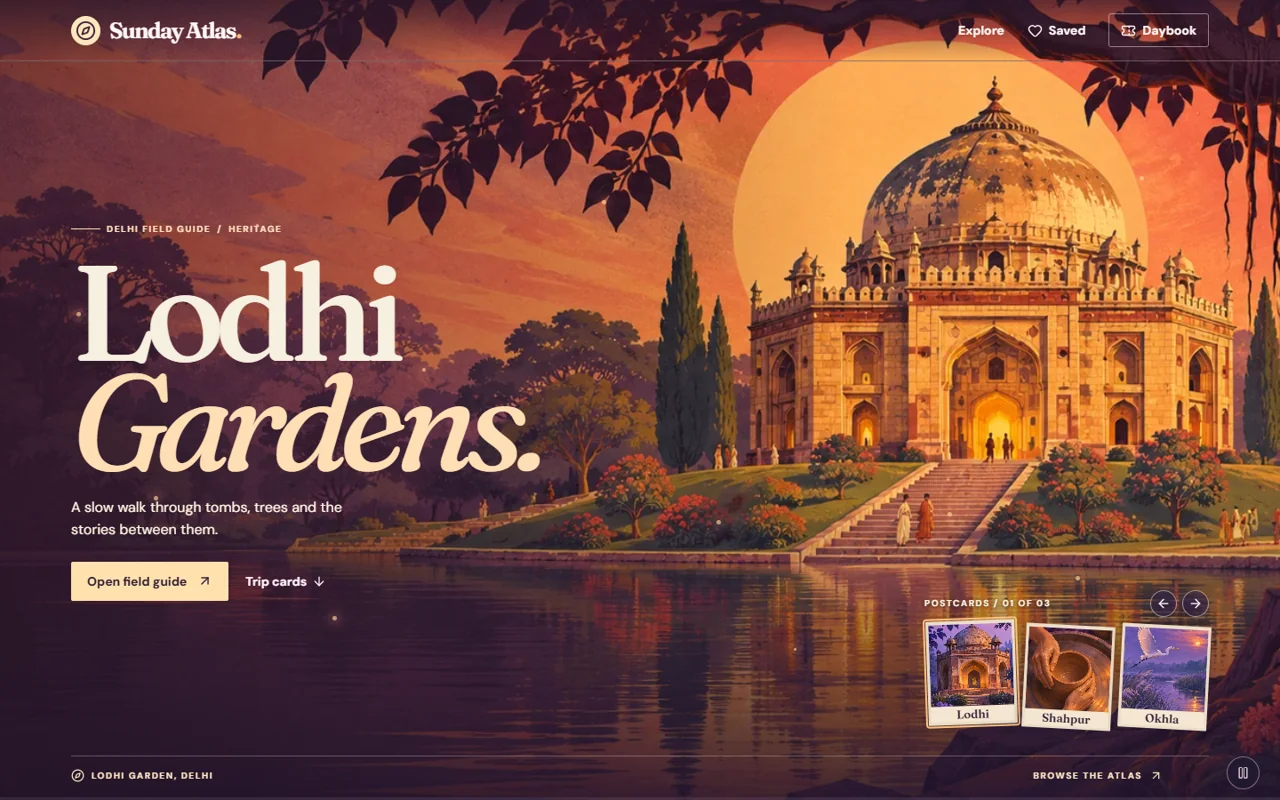 Sunday Atlas.
Explore
Saved
Daybook
DELHI FIELD GUIDE / HERITAGE
Lodhi
Gardens.
A slow walk through tombs, trees and the
stories between them.
Open field guide
Trip cards
POSTCARDS / 01 OF 03
Lodhi
Shahpur
Okhla
LODHI GARDEN, DELHI
BROWSE THE ATLAS